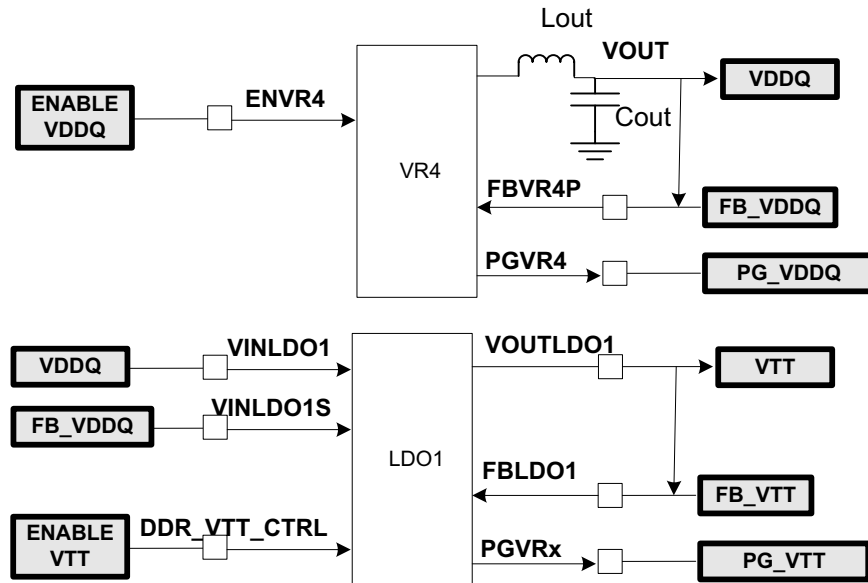 Lout
VOUT
VDDQ
ENABLE
VDDQ
ENVR4
Cout
VR4
FBVR4P
FB_VDDQ
PGVR4
PG_VDDQ
VDDQ
VINLDO1
VOUTLDO1
VTT
FB_VDDQ
VINLDO1S
LDO1
FBLDO1
FB_VTT
ENABLE
VTT
DDR_VTT_CTRL
PGVRx
PG_VTT